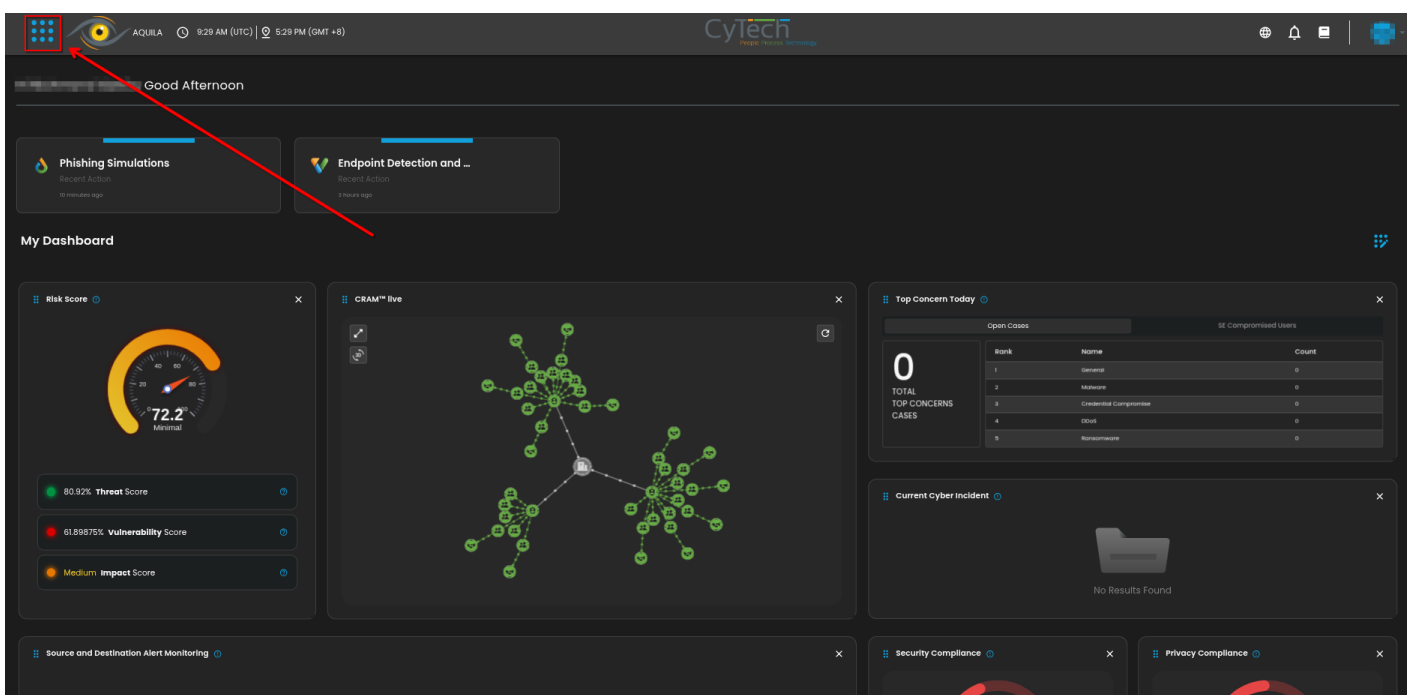 AQUILA 9:29 AM (UTC) 5:29 PM (GMT +8)
CyTech
People. Process. Technology.
Good Afternoon
Phishing Simulations
Recent Action
10 minutes ago
Endpoint Detection and ...
Recent Action
2 hours ago
My Dashboard
Risk Score
20 40 60 80
72.2
Minimal
80.92% Threat Score
61.89875% Vulnerability Score
Medium Impact Score
CRAM™ live
3D
Top Concern Today
Open Cases SE Compromised Users
0
TOTAL
TOP CONCERNS
CASES
Rank Name Count
1 General 0
2 Malware 0
3 Credential Compromise 0
4 DDoS 0
5 Ransomware 0
Current Cyber Incident
No Results Found
Source and Destination Alert Monitoring
Security Compliance
Privacy Compliance